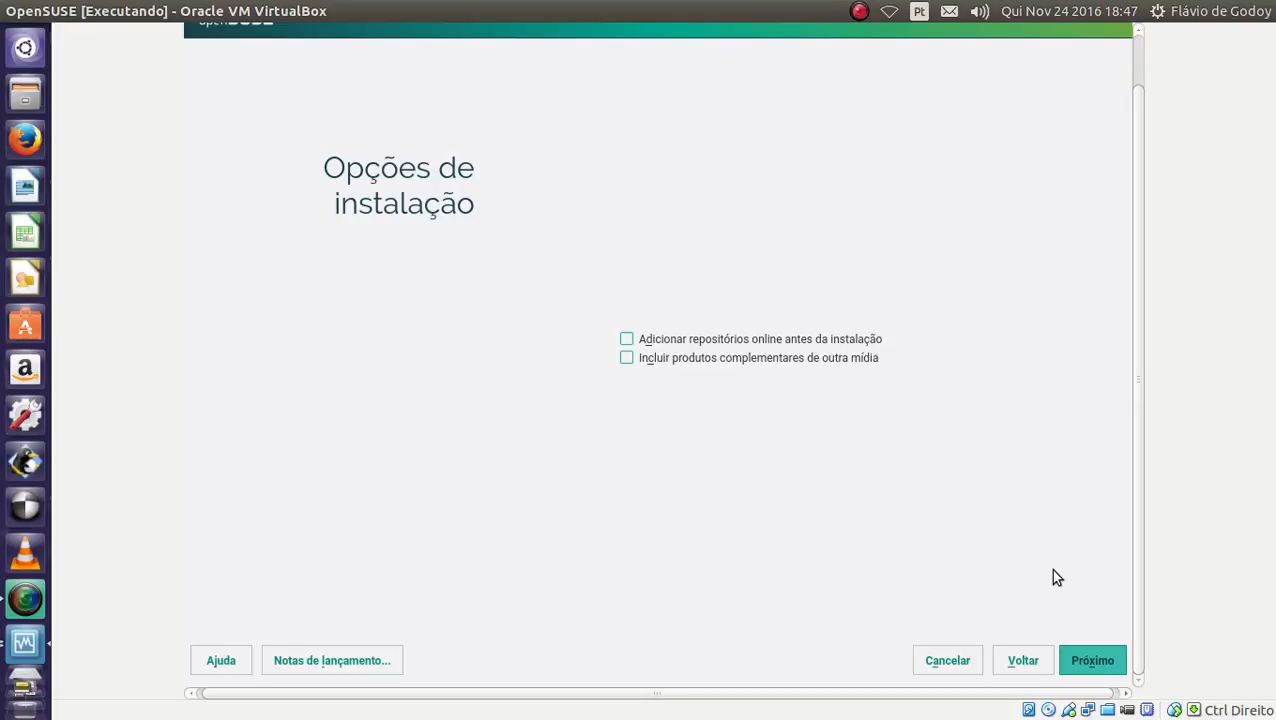 OpenSUSE [Executando] - Oracle VM VirtualBox
Pt
Qui Nov 24 2016 18:47
Flávio de Godoy
openSUSE
Opções de
instalação
Adicionar repositórios online antes da instalação
Incluir produtos complementares de outra mídia
Ajuda
Notas de lançamento...
Cancelar
Voltar
Próximo
Ctrl Direito